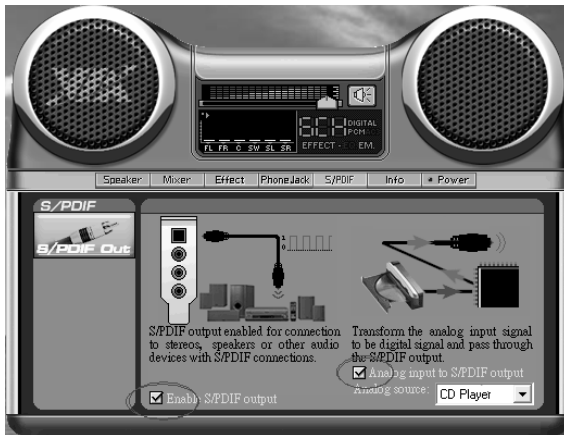 6CH DIGITAL
PCM
FL FR C SW SL SR
EFFECT - EM.
Speaker Mixer Effect PhoneJack S/PDIF Info Power
S/PDIF
S/PDIF Out
1
0
S/PDIF output enabled for connection
to stereos, speakers or other audio
devices with S/PDIF connections.
Enable S/PDIF output
Transform the analog input signal
to be digital signal and pass through
the S/PDIF output.
Analog input to S/PDIF output
Analog source: CD Player